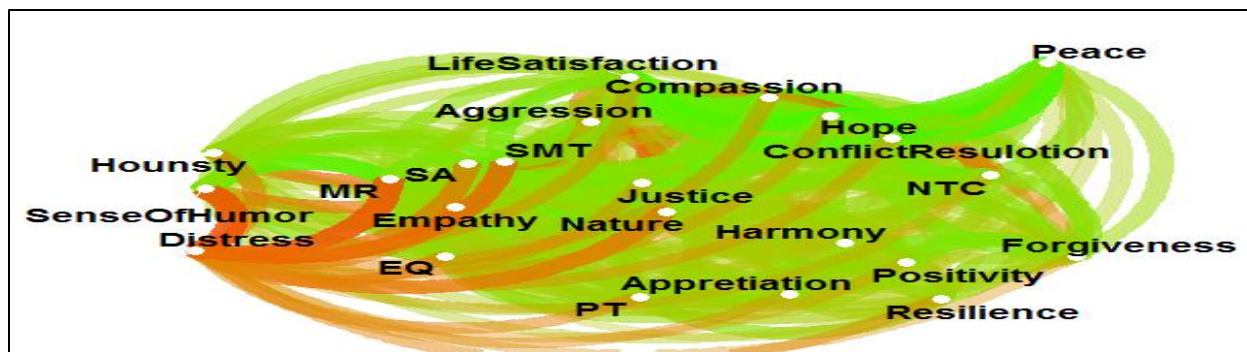 Peace
LifeSatisfaction
Compassion
Aggression
Hope
SMT
ConflictResulotion
Hounsty
MR
SA
NTC
Justice
SenseOfHumor
Empathy
Nature
Harmony
Distress
Forgiveness
EQ
Positivity
Appretiation
PT
Resilience